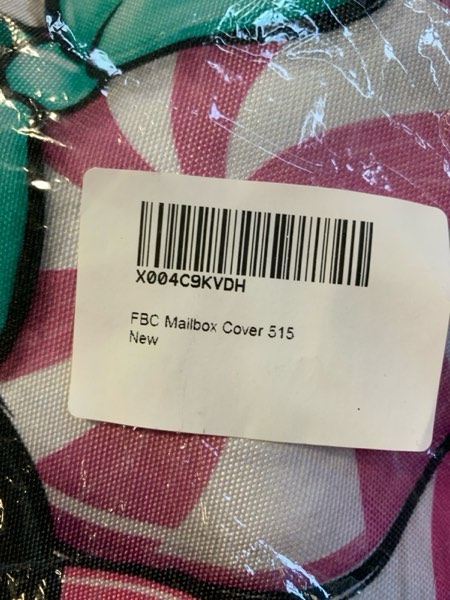 X004C9KVDH
FBC Mailbox Cover 515
New